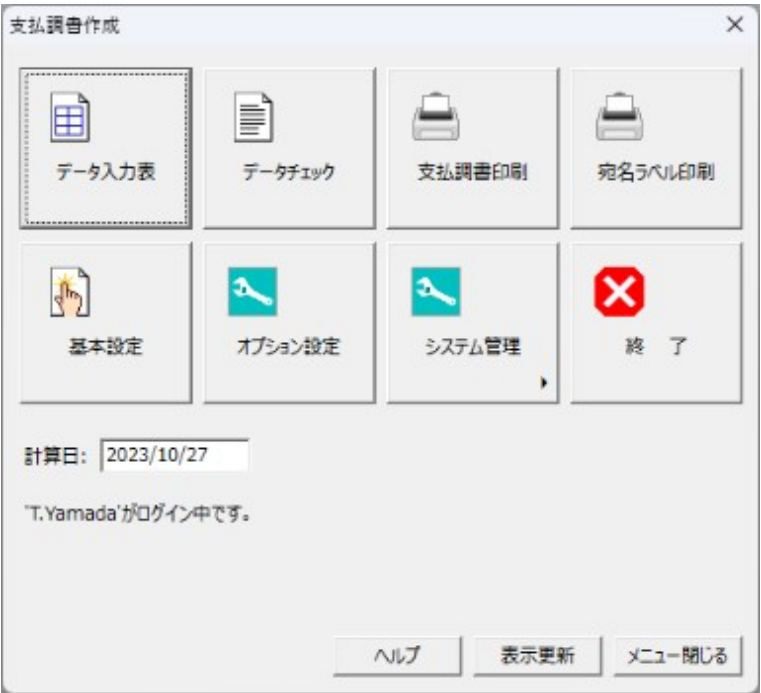 支払調書作成
データ入力表
データチェック
支払調書印刷
宛名ラベル印刷
基本設定
オプション設定
システム管理
終　了
計算日: 2023/10/27
'T.Yamada'がログイン中です。
ヘルプ
表示更新
メニュー閉じる